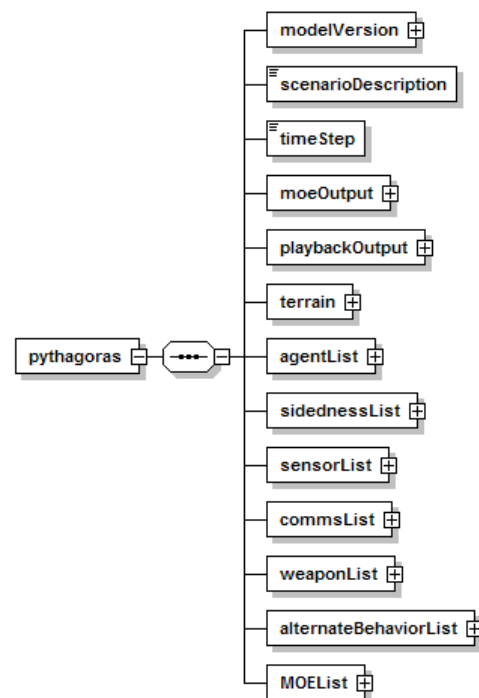 modelVersion
scenarioDescription
timeStep
moeOutput
playbackOutput
terrain
pythagoras
agentList
sidednessList
sensorList
commsList
weaponList
alternateBehaviorList
MOEList